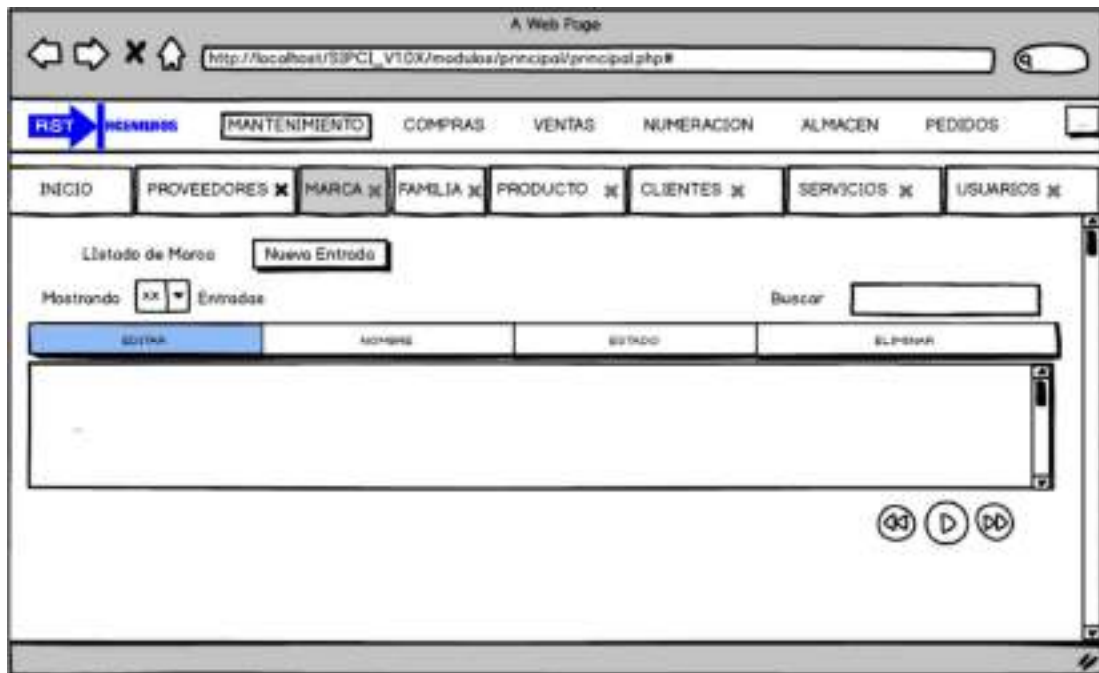 A Web Page
http://localhost/SIPCI_V10X/modulos/principal/principal.php#
RST INGENIEROS MANTENIMIENTO COMPRAS VENTAS NUMERACION ALMACEN PEDIDOS ...
INICIO PROVEEDORES MARCA FAMILIA PRODUCTO CLIENTES SERVICIOS USUARIOS
LIstado de Marca Nueva Entrada
Mostrando xx Entradas Buscar
EDITAR NOMBRE ESTADO ELIMINAR